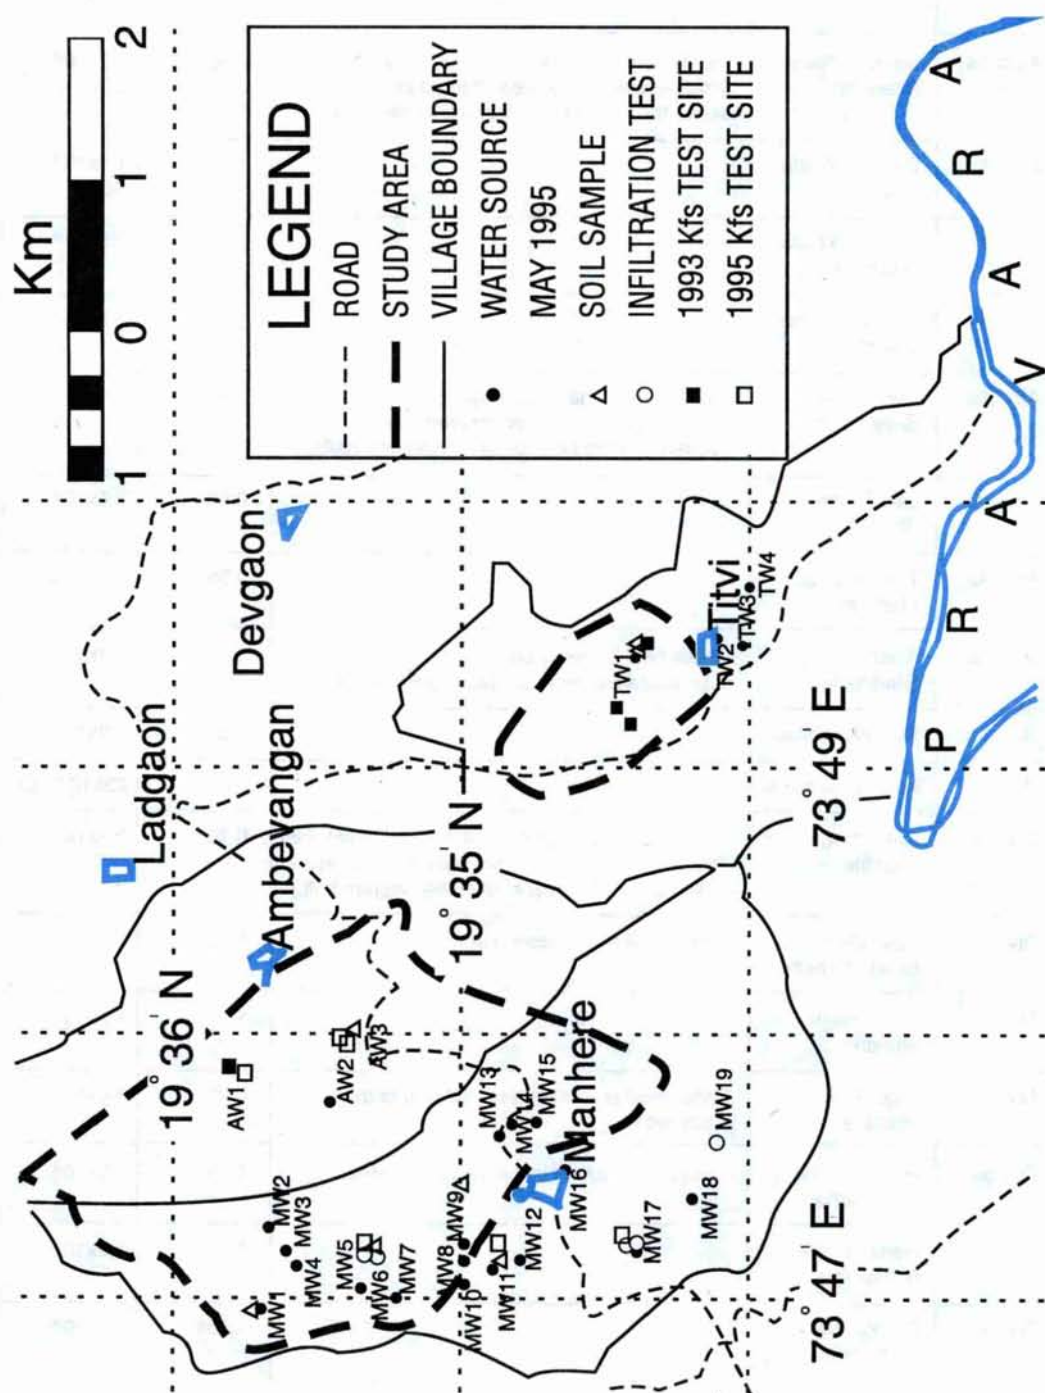 Km
1 0 1 2
LEGEND
ROAD
STUDY AREA
VILLAGE BOUNDARY
WATER SOURCE
MAY 1995
SOIL SAMPLE
INFILTRATION TEST
1993 Kfs TEST SITE
1995 Kfs TEST SITE
Ladgaon
Devgaon
Ambevangan
19° 36' N
19° 35' N
AW1
AW2
AW3
MW1
MW2
MW3
MW4
MW5
MW6
MW7
MW8
MW9
MW10
MW11
MW12
MW13
MW14
MW15
Manhere
MW16
MW17
MW18
MW19
TW1
Titvi
TW2
TW3
TW4
73° 47' E
73° 49' E
P R A V A R A